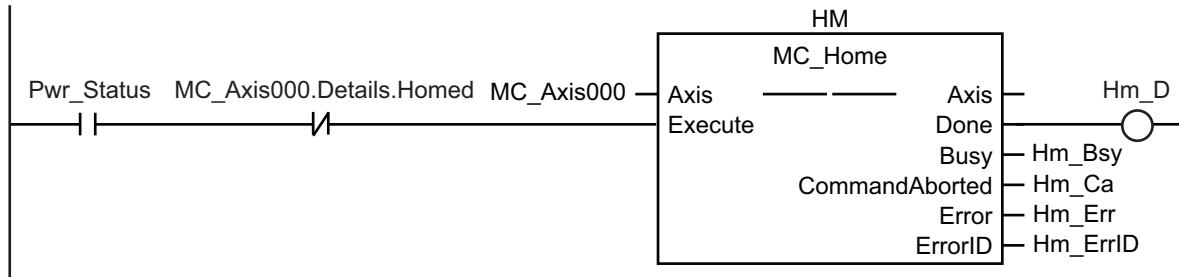 HM
MC_Home
Pwr_Status MC_Axis000.Details.Homed MC_Axis000 Axis Axis Hm_D
Execute Done
Busy Hm_Bsy
CommandAborted Hm_Ca
Error Hm_Err
ErrorID Hm_ErrID